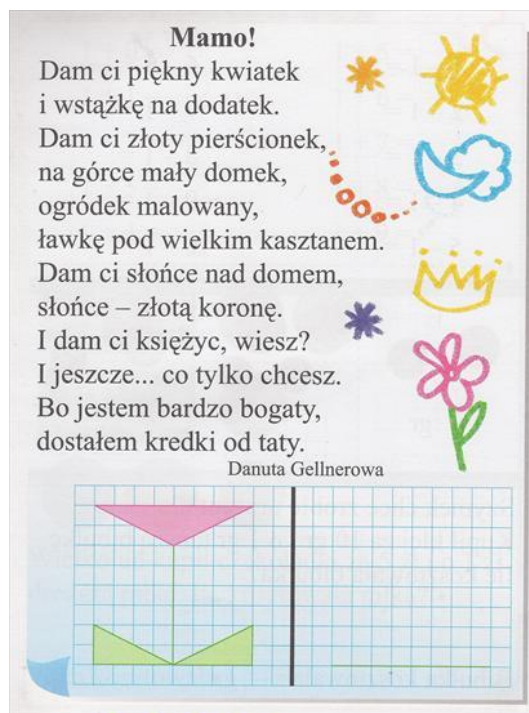 Mamo!
Dam ci piękny kwiatek
i wstążkę na dodatek.
Dam ci złoty pierścionek,
na górce mały domek,
ogródek malowany,
ławkę pod wielkim kasztanem.
Dam ci słońce nad domem,
słońce – złotą koronę.
I dam ci księżyc, wiesz?
I jeszcze... co tylko chcesz.
Bo jestem bardzo bogaty,
dostałem kredki od taty.
Danuta Gellnerowa